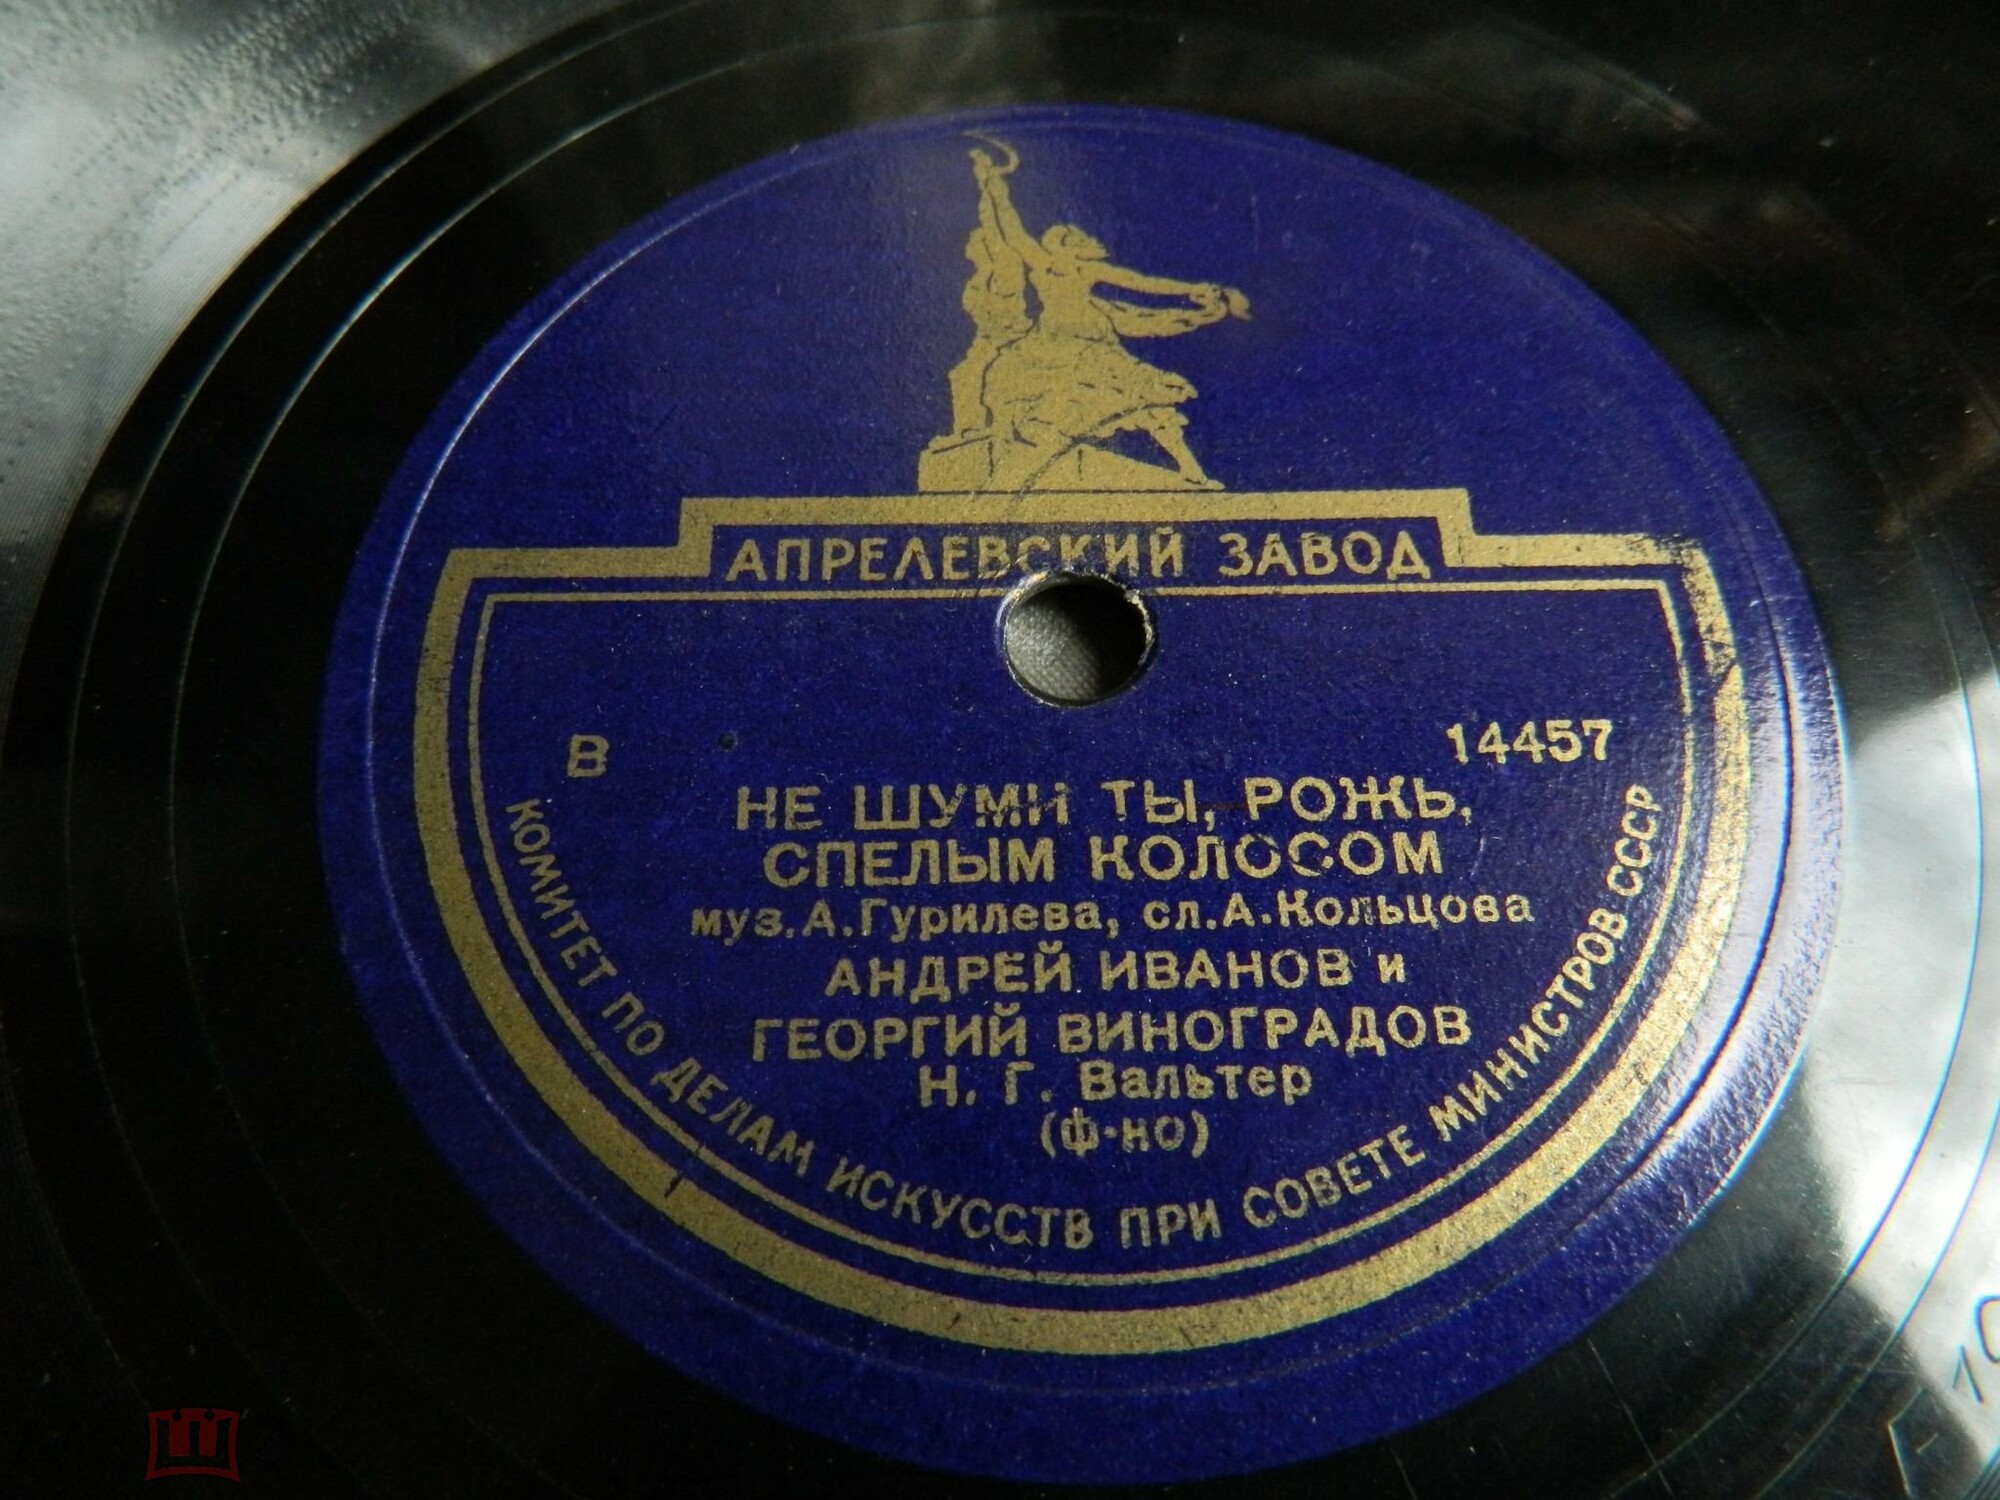 АПРЕЛЕВСКИЙ ЗАВОД
В 14457
НЕ ШУМИ ТЫ, РОЖЬ,
СПЕЛЫМ КОЛОСОМ
муз. А. Гурилева, сл. А. Кольцова
АНДРЕЙ ИВАНОВ и
ГЕОРГИЙ ВИНОГРАДОВ
Н. Г. Вальтер
(ф-но)
КОМИТЕТ ПО ДЕЛАМ ИСКУССТВ ПРИ СОВЕТЕ МИНИСТРОВ СССР